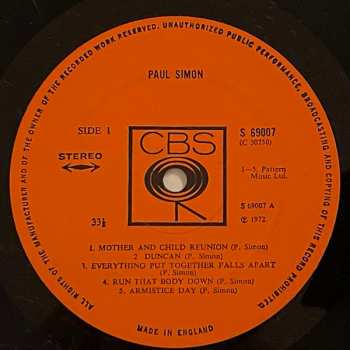 ALL RIGHTS OF THE MANUFACTURER AND OF THE OWNER OF THE RECORDED WORK RESERVED. UNAUTHORIZED PUBLIC PERFORMANCE, BROADCASTING AND COPYING OF THIS RECORD PROHIBITED
PAUL SIMON
SIDE 1
CBS
S 69007
(C 30750)
STEREO
1-5. Pattern
Music Ltd.
S 69007 A
33⅓
℗ 1972
1. MOTHER AND CHILD REUNION (P. Simon)
2 DUNCAN (P. Simon)
3. EVERYTHING PUT TOGETHER FALLS APART
(P. Simon)
4. RUN THAT BODY DOWN (P. Simon)
5. ARMISTICE DAY (P. Simon)
MADE IN ENGLAND